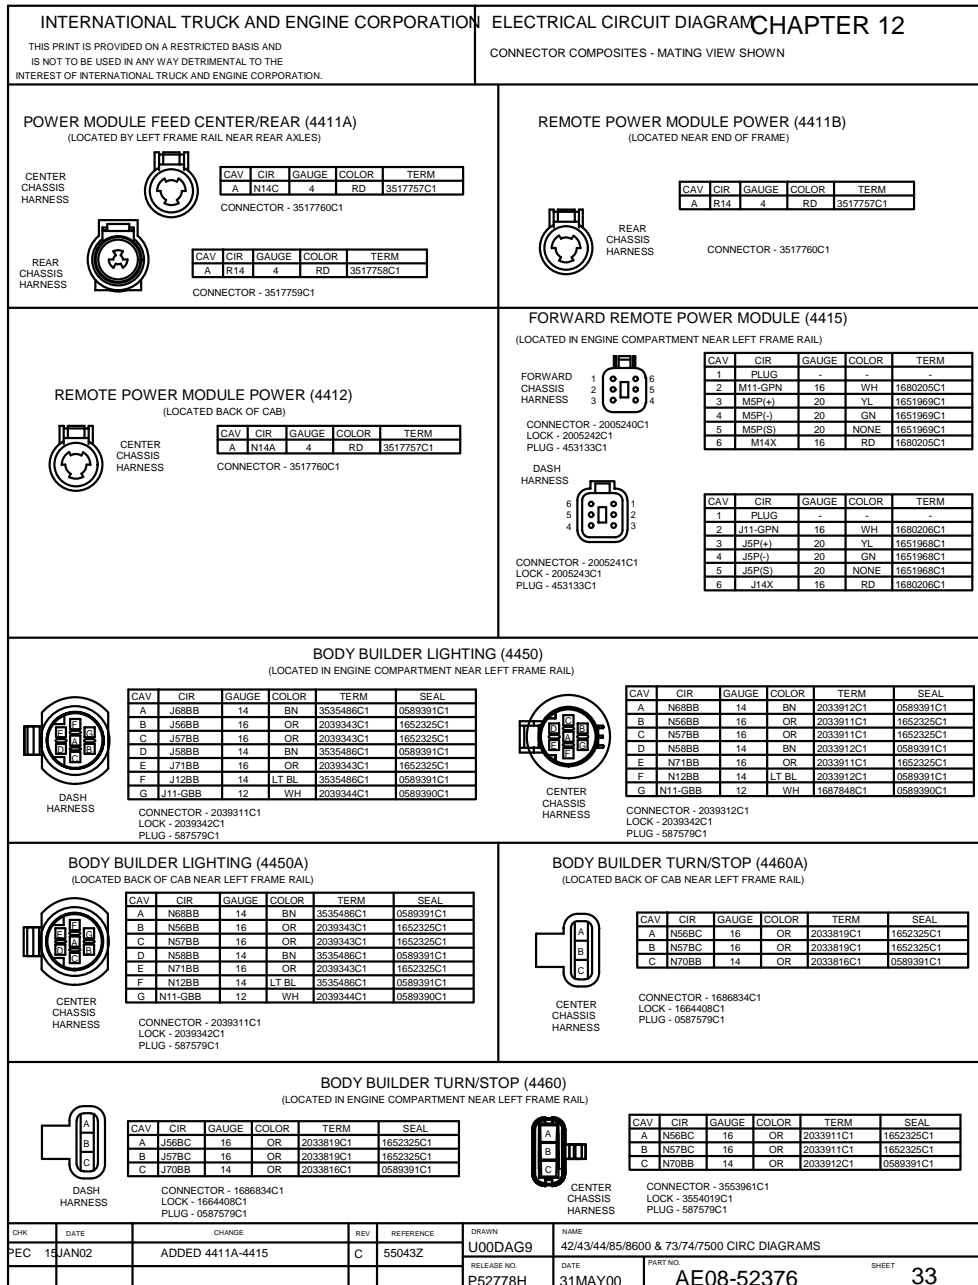 INTERNATIONAL TRUCK AND ENGINE CORPORATION
THIS PRINT IS PROVIDED ON A RESTRICTED BASIS AND
IS NOT TO BE USED IN ANY WAY DETRIMENTAL TO THE
INTEREST OF INTERNATIONAL TRUCK AND ENGINE CORPORATION.
ELECTRICAL CIRCUIT DIAGRAM CHAPTER 12
CONNECTOR COMPOSITES - MATING VIEW SHOWN
POWER MODULE FEED CENTER/REAR (4411A)
(LOCATED BY LEFT FRAME RAIL NEAR REAR AXLES)
CENTER
CHASSIS
HARNESS
CAV CIR GAUGE COLOR TERM
A N14C 4 RD 3517757C1
CONNECTOR - 3517760C1
REAR
CHASSIS
HARNESS
CAV CIR GAUGE COLOR TERM
A R14 4 RD 3517758C1
CONNECTOR - 3517759C1
REMOTE POWER MODULE POWER (4411B)
(LOCATED NEAR END OF FRAME)
CAV CIR GAUGE COLOR TERM
A R14 4 RD 3517757C1
REAR
CHASSIS
HARNESS
CONNECTOR - 3517760C1
REMOTE POWER MODULE POWER (4412)
(LOCATED BACK OF CAB)
CENTER
CHASSIS
HARNESS
CAV CIR GAUGE COLOR TERM
A N14A 4 RD 3517757C1
CONNECTOR - 3517760C1
FORWARD REMOTE POWER MODULE (4415)
(LOCATED IN ENGINE COMPARTMENT NEAR LEFT FRAME RAIL)
FORWARD
CHASSIS
HARNESS
1 6
2 5
3 4
CONNECTOR - 2005240C1
LOCK - 2005242C1
PLUG - 453133C1
CAV CIR GAUGE COLOR TERM
1 PLUG - - -
2 M11-GPN 16 WH 1680205C1
3 M5P(+) 20 YL 1651969C1
4 M5P(-) 20 GN 1651969C1
5 M5P(S) 20 NONE 1651969C1
6 M14X 16 RD 1680205C1
DASH
HARNESS
6 1
5 2
4 3
CONNECTOR - 2005241C1
LOCK - 2005243C1
PLUG - 453133C1
CAV CIR GAUGE COLOR TERM
1 PLUG - - -
2 J11-GPN 16 WH 1680206C1
3 J5P(+) 20 YL 1651968C1
4 J5P(-) 20 GN 1651968C1
5 J5P(S) 20 NONE 1651968C1
6 J14X 16 RD 1680206C1
BODY BUILDER LIGHTING (4450)
(LOCATED IN ENGINE COMPARTMENT NEAR LEFT FRAME RAIL)
F
E G
A
D B
C
DASH
HARNESS
CAV CIR GAUGE COLOR TERM SEAL
A J68BB 14 BN 3535486C1 0589391C1
B J56BB 16 OR 2039343C1 1652325C1
C J57BB 16 OR 2039343C1 1652325C1
D J58BB 14 BN 3535486C1 0589391C1
E J71BB 16 OR 2039343C1 1652325C1
F J12BB 14 LT BL 3535486C1 0589391C1
G J11-GBB 12 WH 2039344C1 0589390C1
CONNECTOR - 2039311C1
LOCK - 2039342C1
PLUG - 587579C1
C
D B
A
E G
F
CENTER
CHASSIS
HARNESS
CAV CIR GAUGE COLOR TERM SEAL
A N68BB 14 BN 2033912C1 0589391C1
B N56BB 16 OR 2033911C1 1652325C1
C N57BB 16 OR 2033911C1 1652325C1
D N58BB 14 BN 2033912C1 0589391C1
E N71BB 16 OR 2033911C1 1652325C1
F N12BB 14 LT BL 2033912C1 0589391C1
G N11-GBB 12 WH 1687848C1 0589390C1
CONNECTOR - 2039312C1
LOCK - 2039342C1
PLUG - 587579C1
BODY BUILDER LIGHTING (4450A)
(LOCATED BACK OF CAB NEAR LEFT FRAME RAIL)
F
E G
A
D B
C
CENTER
CHASSIS
HARNESS
CAV CIR GAUGE COLOR TERM SEAL
A N68BB 14 BN 3535486C1 0589391C1
B N56BB 16 OR 2039343C1 1652325C1
C N57BB 16 OR 2039343C1 1652325C1
D N58BB 14 BN 3535486C1 0589391C1
E N71BB 16 OR 2039343C1 1652325C1
F N12BB 14 LT BL 3535486C1 0589391C1
G N11-GBB 12 WH 2039344C1 0589390C1
CONNECTOR - 2039311C1
LOCK - 2039342C1
PLUG - 587579C1
BODY BUILDER TURN/STOP (4460A)
(LOCATED BACK OF CAB NEAR LEFT FRAME RAIL)
A
B
C
CENTER
CHASSIS
HARNESS
CAV CIR GAUGE COLOR TERM SEAL
A N56BC 16 OR 2033819C1 1652325C1
B N57BC 16 OR 2033819C1 1652325C1
C N70BB 14 OR 2033816C1 0589391C1
CONNECTOR - 1686834C1
LOCK - 1664408C1
PLUG - 0587579C1
BODY BUILDER TURN/STOP (4460)
(LOCATED IN ENGINE COMPARTMENT NEAR LEFT FRAME RAIL)
A
B
C
DASH
HARNESS
CAV CIR GAUGE COLOR TERM SEAL
A J56BC 16 OR 2033819C1 1652325C1
B J57BC 16 OR 2033819C1 1652325C1
C J70BB 14 OR 2033816C1 0589391C1
CONNECTOR - 1686834C1
LOCK - 1664408C1
PLUG - 0587579C1
A
B
C
CENTER
CHASSIS
HARNESS
CAV CIR GAUGE COLOR TERM SEAL
A N56BC 16 OR 2033911C1 1652325C1
B N57BC 16 OR 2033911C1 1652325C1
C N70BB 14 OR 2033912C1 0589391C1
CONNECTOR - 3553961C1
LOCK - 3554019C1
PLUG - 587579C1
CHK DATE CHANGE REV REFERENCE
PEC 15JAN02 ADDED 4411A-4415 C 55043Z
DRAWN NAME
U00DAG9 42/43/44/85/8600 & 73/74/7500 CIRC DIAGRAMS
RELEASE NO. DATE PART NO. SHEET
P52778H 31MAY00 AE08-52376 33